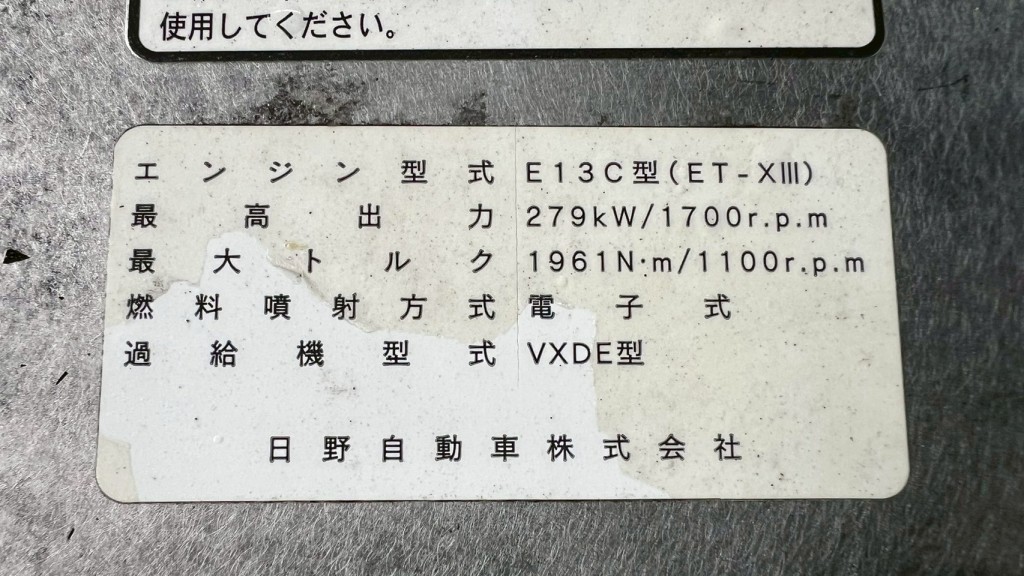 使用してください。
エンジン型式 E13C型(ET-XIII)
最高出力 279kW/1700r.p.m
最大トルク 1961N·m/1100r.p.m
燃料噴射方式 電子式
過給機型式 VXDE型
日野自動車株式会社